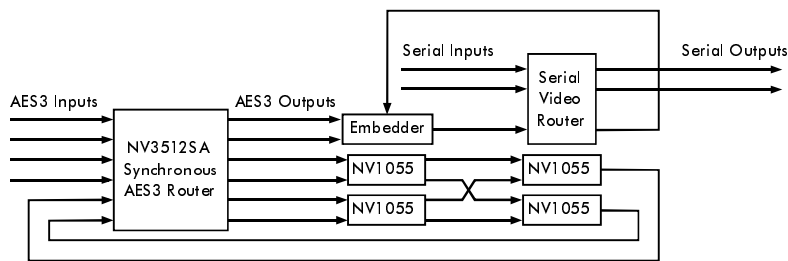 Serial Inputs
Serial Outputs
Serial
Video
Router
AES3 Inputs
AES3 Outputs
NV3512SA
Synchronous
AES3 Router
Embedder
NV1055
NV1055
NV1055
NV1055